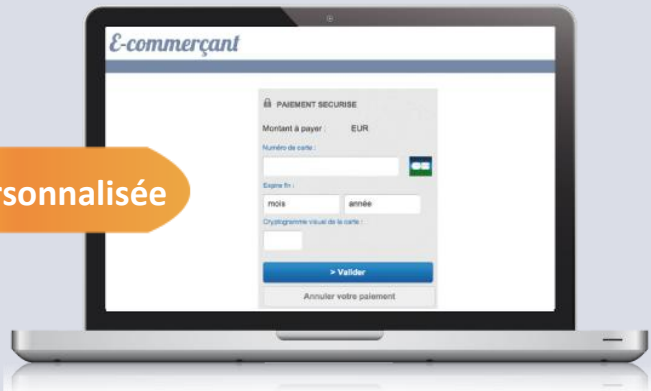 E-commerçant
PAIEMENT SECURISE
Montant à payer : EUR
Numéro de carte :
CB
Expire fin :
mois année
Cryptogramme visuel de la carte :
> Valider
Annuler votre paiement
rsonnalisée